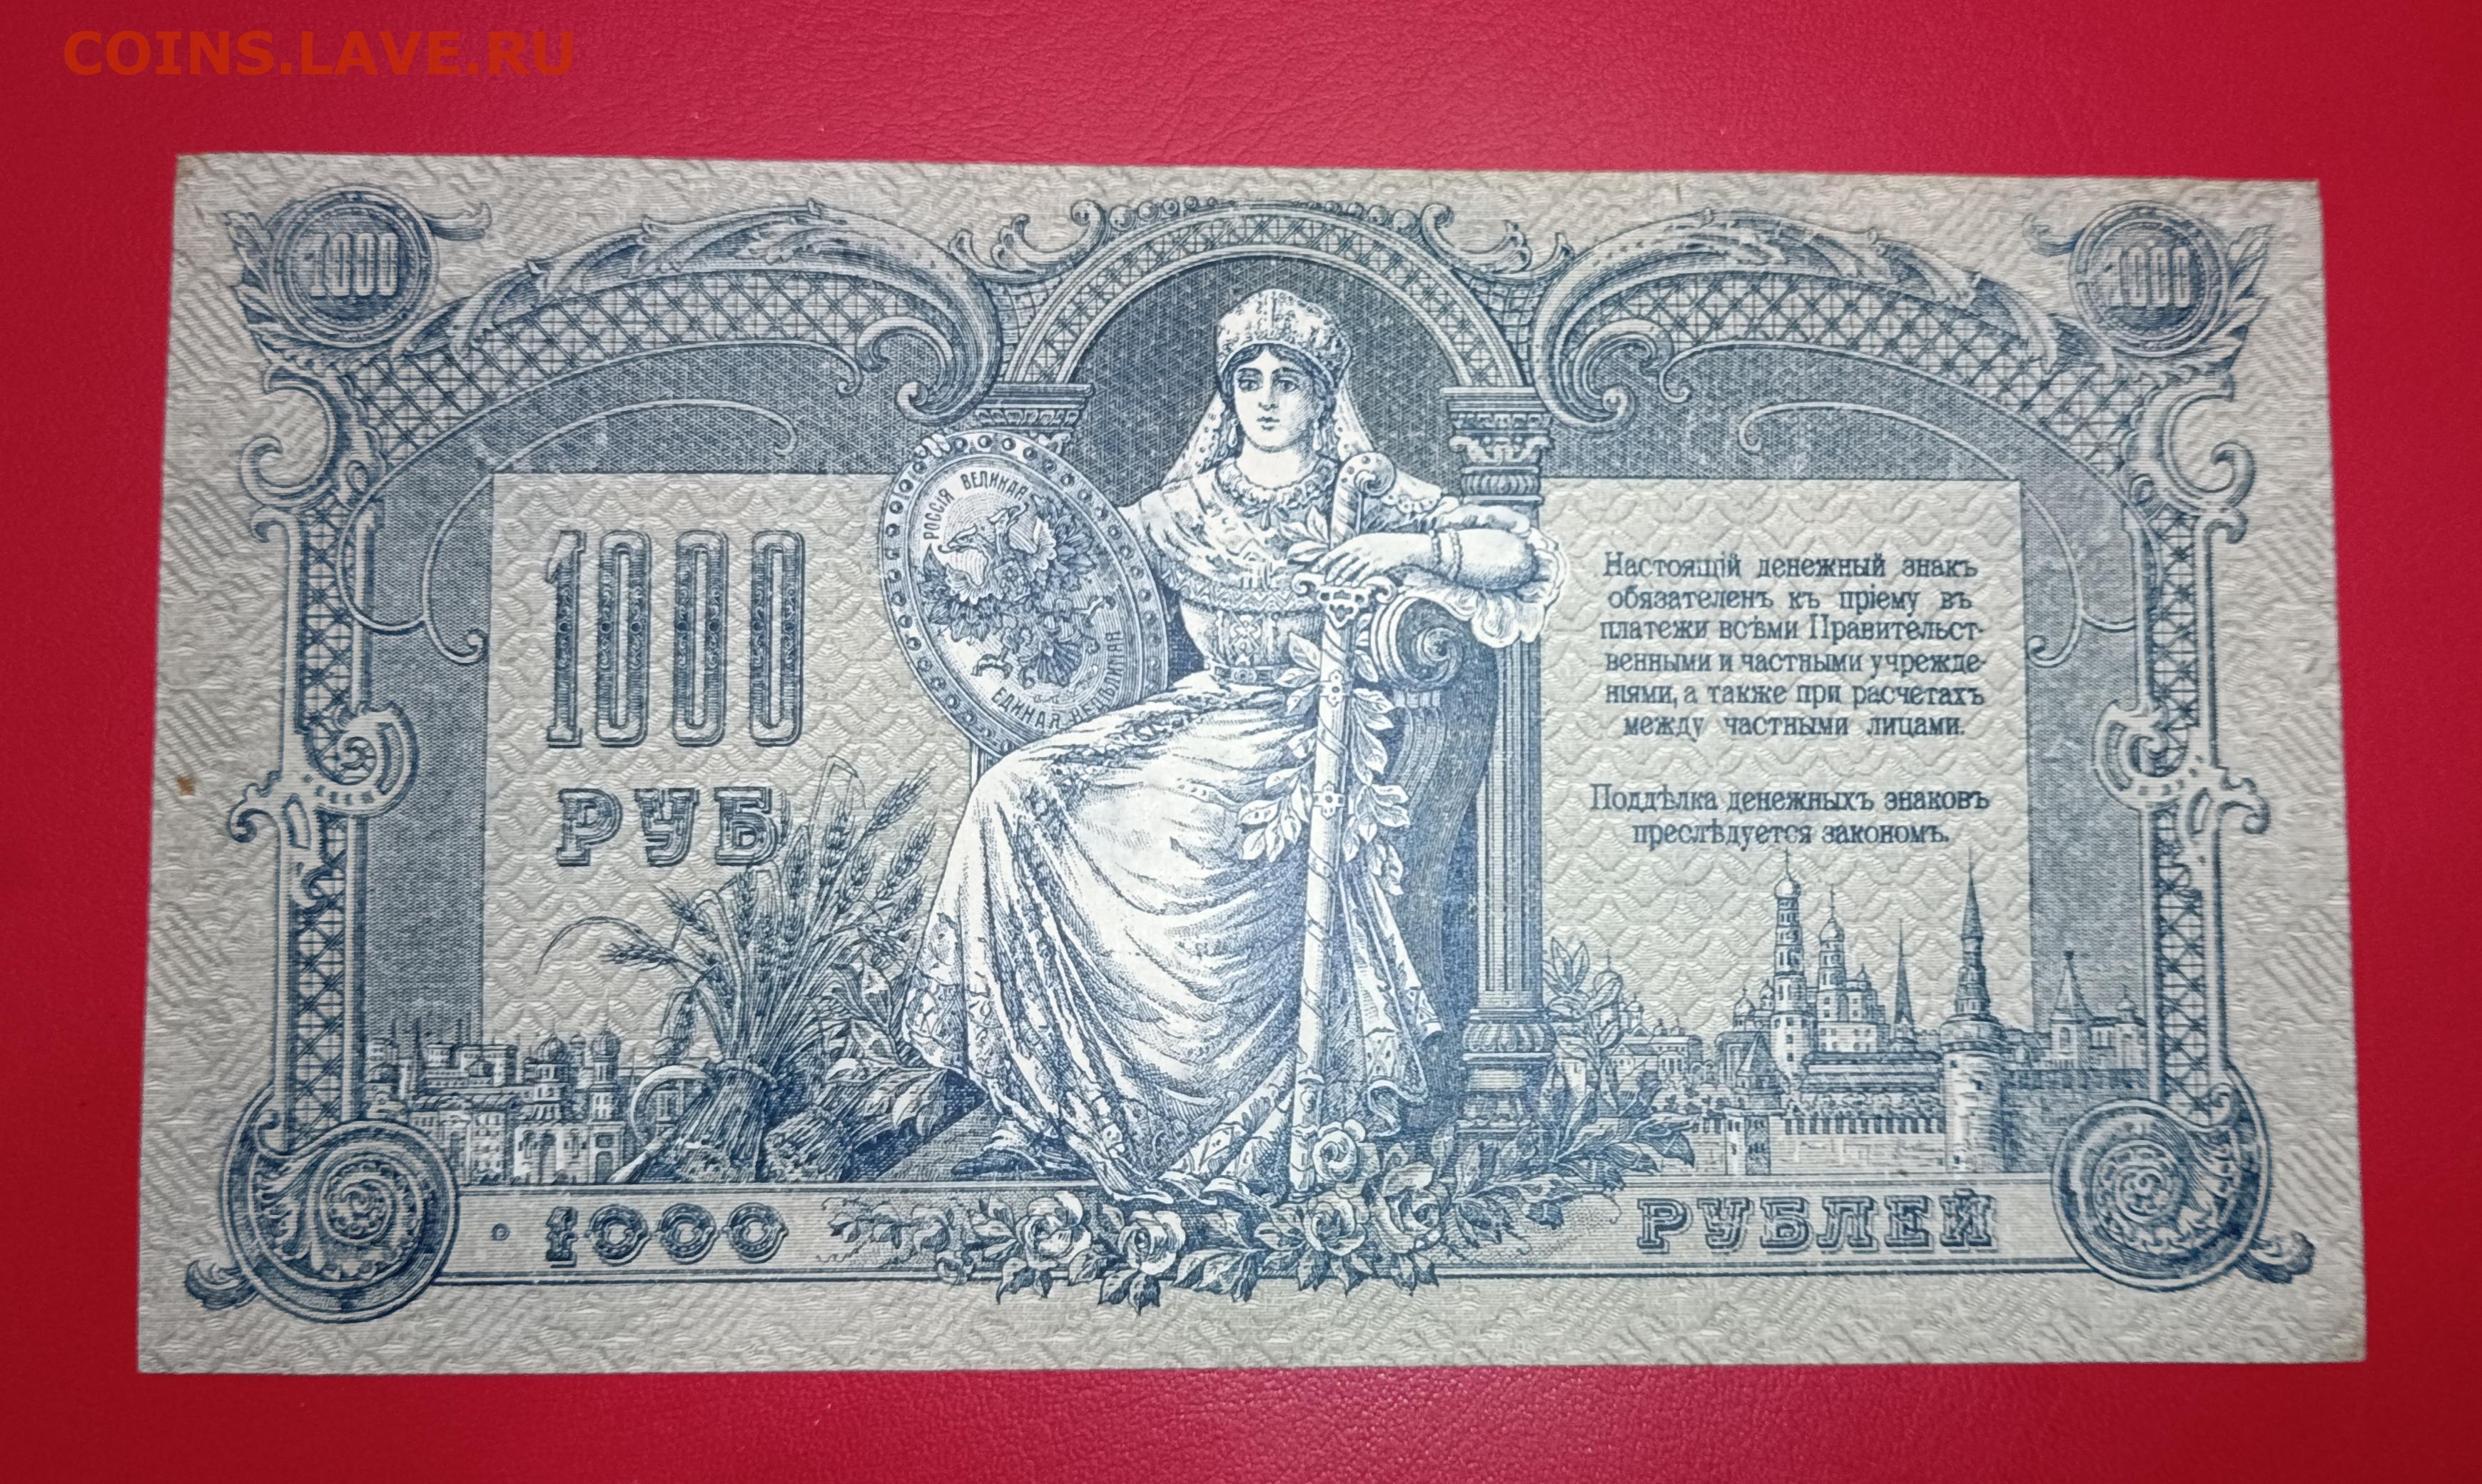 COINS.LAVE.RU
1000
1000
РОССІЯ ВЕЛИКАЯ
ЕДИНАЯ НЕДѢЛИМАЯ
1000
РУБ
Настоящій денежный знакъ
обязателенъ къ пріему въ
платежи всѣми Правительст-
венными и частными учрежде-
ніями, а также при расчетахъ
между частными лицами.
Поддѣлка денежныхъ знаковъ
преслѣдуется закономъ.
1000
РУБЛЕЙ